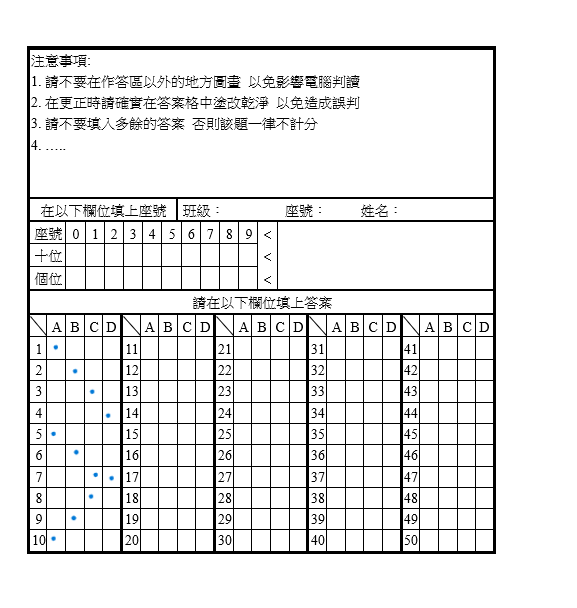 注意事項:
1. 請不要在作答區以外的地方圖畫 以免影響電腦判讀
2. 在更正時請確實在答案格中塗改乾淨 以免造成誤判
3. 請不要填入多餘的答案 否則該題一律不計分
4. …..
在以下欄位填上座號 班級： 座號： 姓名：
座號 0 1 2 3 4 5 6 7 8 9 <
十位 <
個位 <
請在以下欄位填上答案
A B C D A B C D A B C D A B C D A B C D
1 11 21 31 41
2 12 22 32 42
3 13 23 33 43
4 14 24 34 44
5 15 25 35 45
6 16 26 36 46
7 17 27 37 47
8 18 28 38 48
9 19 29 39 49
10 20 30 40 50